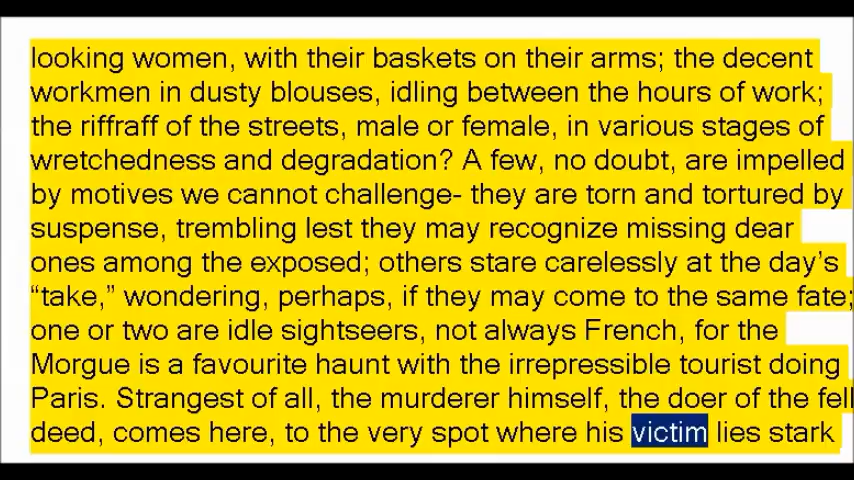 looking women, with their baskets on their arms; the decent
workmen in dusty blouses, idling between the hours of work;
the riffraff of the streets, male or female, in various stages of
wretchedness and degradation? A few, no doubt, are impelled
by motives we cannot challenge- they are torn and tortured by
suspense, trembling lest they may recognize missing dear
ones among the exposed; others stare carelessly at the day’s
“take,” wondering, perhaps, if they may come to the same fate;
one or two are idle sightseers, not always French, for the
Morgue is a favourite haunt with the irrepressible tourist doing
Paris. Strangest of all, the murderer himself, the doer of the fell
deed, comes here, to the very spot where his victim lies stark